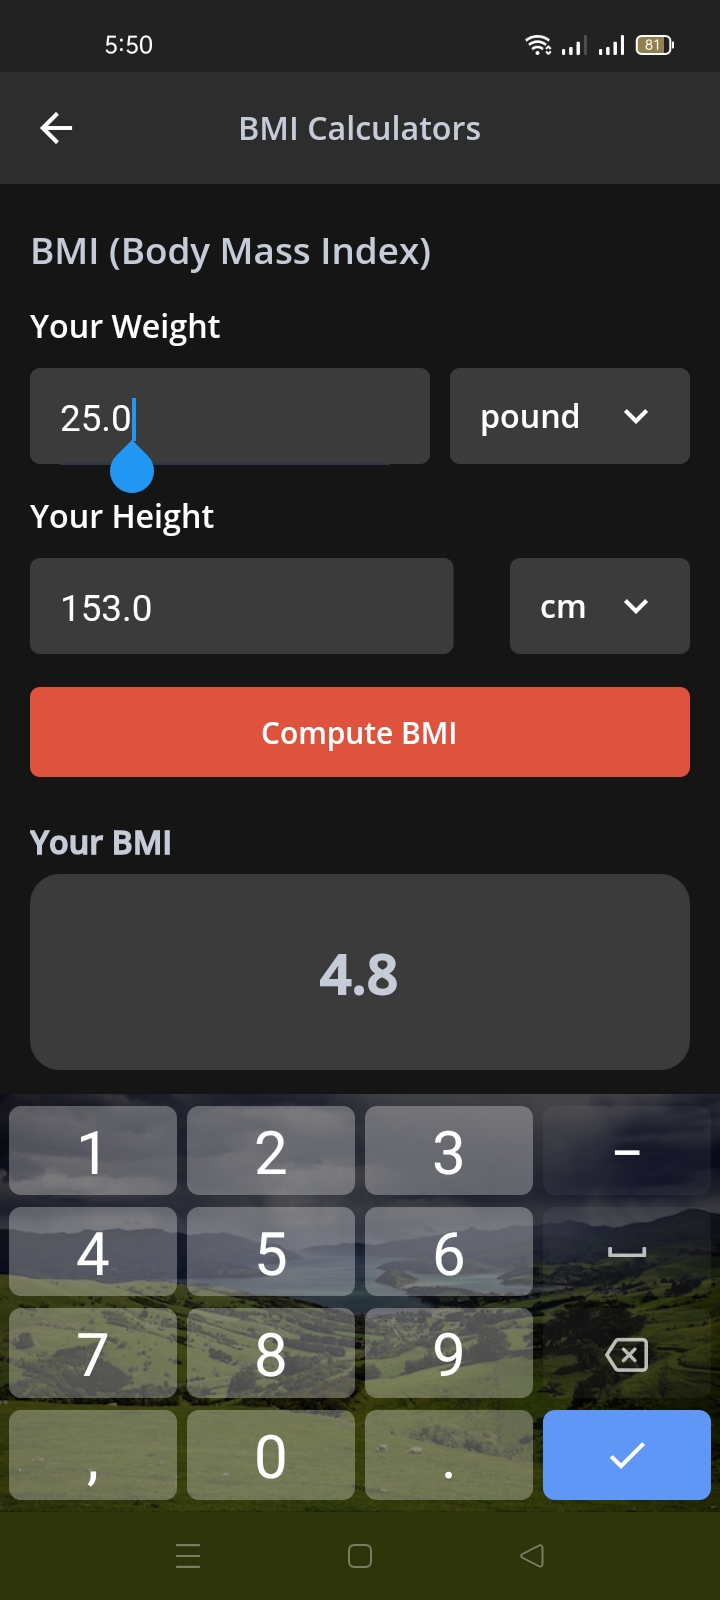 5:50
81
BMI Calculators
BMI (Body Mass Index)
Your Weight
25.0 pound
Your Height
153.0 cm
Compute BMI
Your BMI
4.8
1 2 3 –
4 5 6
7 8 9
, 0 .